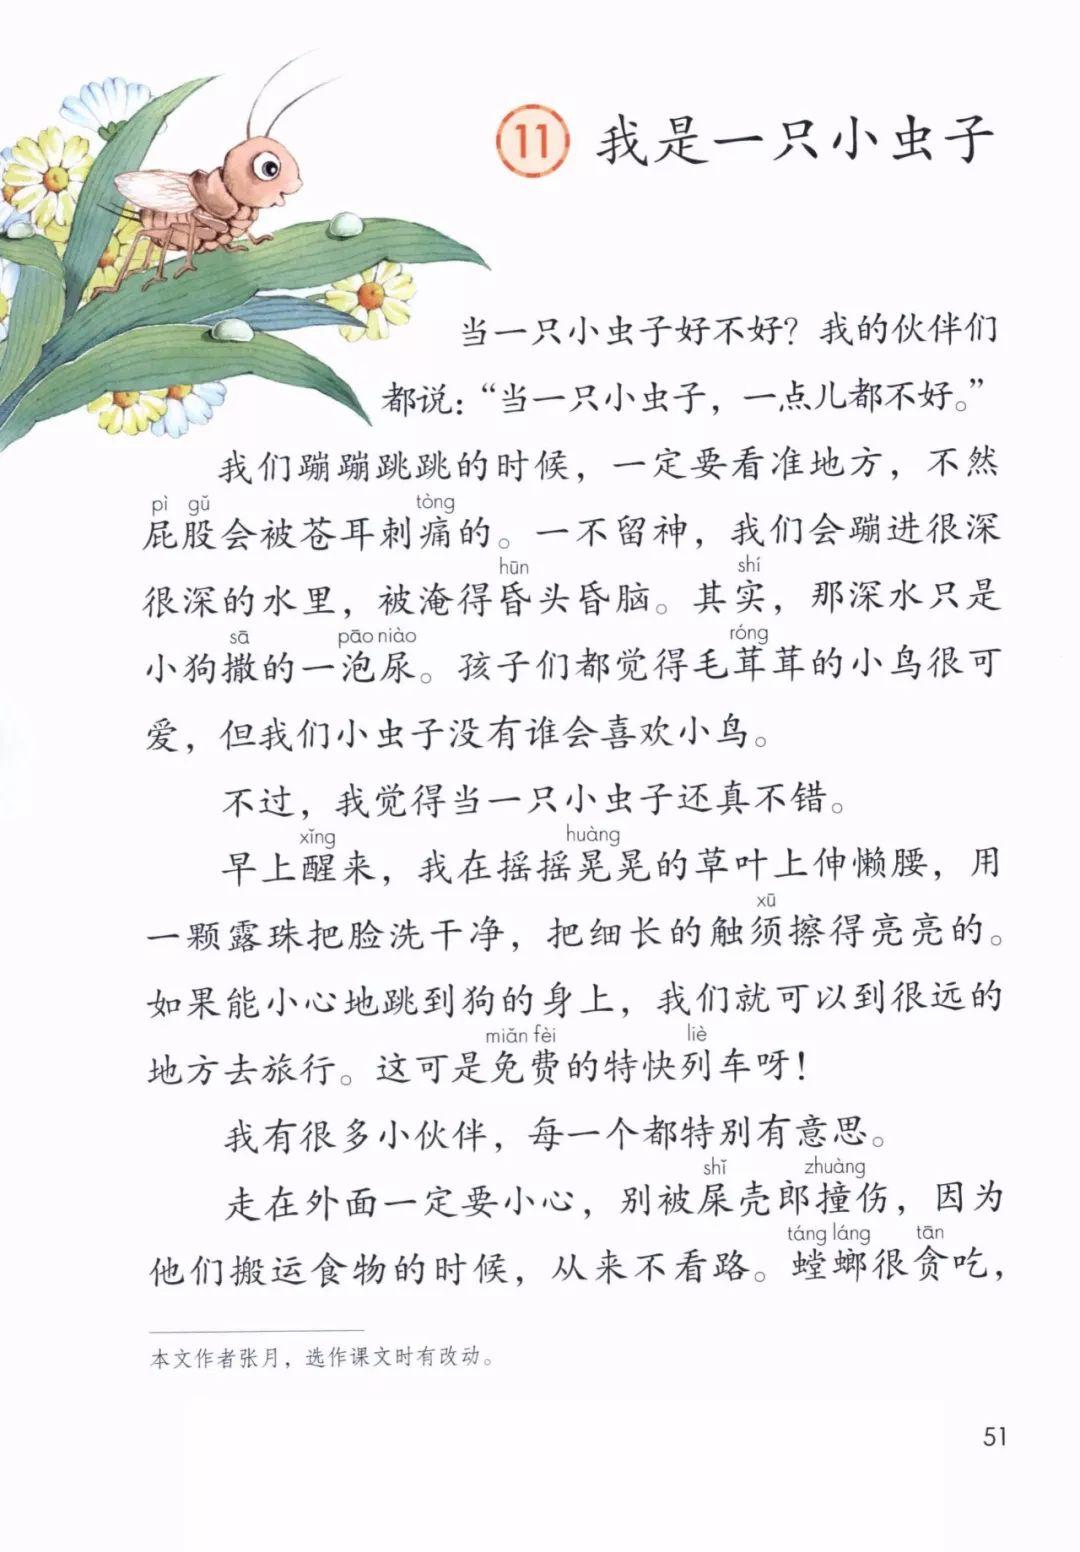 11 我是一只小虫子
当一只小虫子好不好？我的伙伴们
都说：“当一只小虫子，一点儿都不好。”
我们蹦蹦跳跳的时候，一定要看准地方，不然
pì gǔ tòng
屁股会被苍耳刺痛的。一不留神，我们会蹦进很深
hūn shí
很深的水里，被淹得昏头昏脑。其实，那深水只是
sā pāo niào róng
小狗撒的一泡尿。孩子们都觉得毛茸茸的小鸟很可
爱，但我们小虫子没有谁会喜欢小鸟。
不过，我觉得当一只小虫子还真不错。
xǐng huàng
早上醒来，我在摇摇晃晃的草叶上伸懒腰，用
xū
一颗露珠把脸洗干净，把细长的触须擦得亮亮的。
如果能小心地跳到狗的身上，我们就可以到很远的
miǎn fèi liè
地方去旅行。这可是免费的特快列车呀！
我有很多小伙伴，每一个都特别有意思。
shǐ zhuàng
走在外面一定要小心，别被屎壳郎撞伤，因为
táng láng tān
他们搬运食物的时候，从来不看路。螳螂很贪吃，
本文作者张月，选作课文时有改动。
51